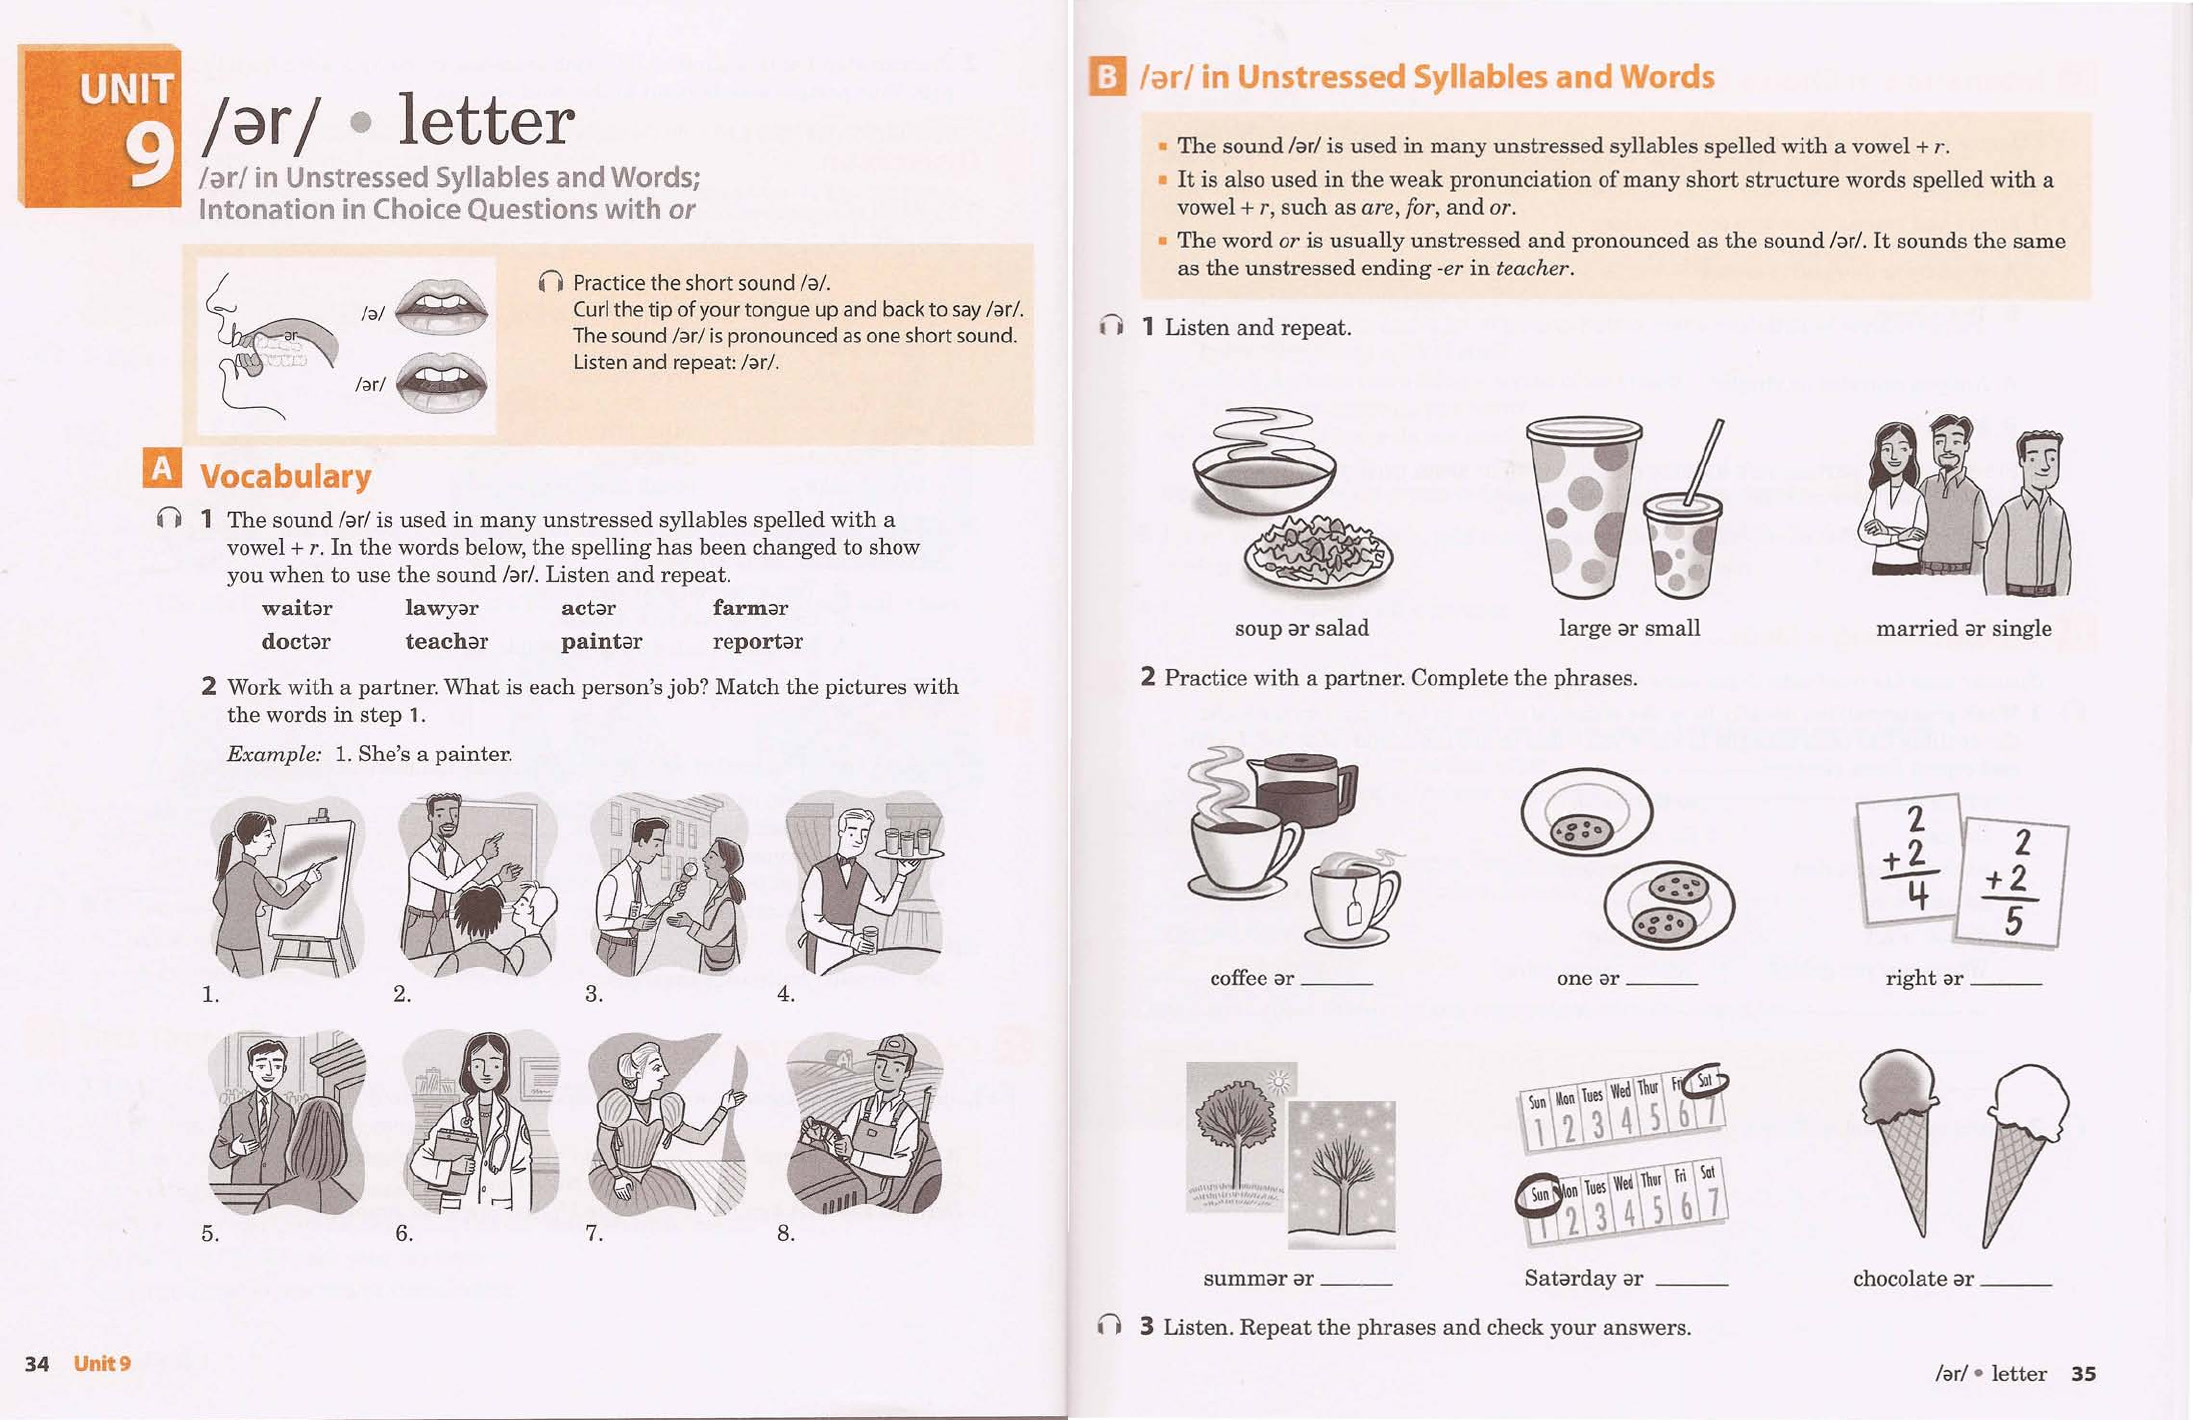 UNIT
9
/ər/ • letter
/ər/ in Unstressed Syllables and Words;
Intonation in Choice Questions with or
/ə/
ər
/ər/
Practice the short sound /ə/.
Curl the tip of your tongue up and back to say /ər/.
The sound /ər/ is pronounced as one short sound.
Listen and repeat: /ər/.
A Vocabulary
1 The sound /ər/ is used in many unstressed syllables spelled with a
vowel + r. In the words below, the spelling has been changed to show
you when to use the sound /ər/. Listen and repeat.
waitər lawyər actər farmər
doctər teachər paintər reportər
2 Work with a partner. What is each person's job? Match the pictures with
the words in step 1.
Example: 1. She's a painter.
1. 2. 3. 4.
5. 6. 7. 8.
34 Unit 9
B /ər/ in Unstressed Syllables and Words
▪ The sound /ər/ is used in many unstressed syllables spelled with a vowel + r.
▪ It is also used in the weak pronunciation of many short structure words spelled with a
vowel + r, such as are, for, and or.
▪ The word or is usually unstressed and pronounced as the sound /ər/. It sounds the same
as the unstressed ending -er in teacher.
1 Listen and repeat.
soup ər salad large ər small married ər single
2 Practice with a partner. Complete the phrases.
2
+2
4
2
+2
5
coffee ər ______ one ər ______ right ər ______
Sun Mon Tues Wed Thur Fri Sat
1 2 3 4 5 6 7
Sun Mon Tues Wed Thur Fri Sat
1 2 3 4 5 6 7
summər ər ______ Satərday ər ______ chocolate ər ______
3 Listen. Repeat the phrases and check your answers.
/ər/ • letter 35